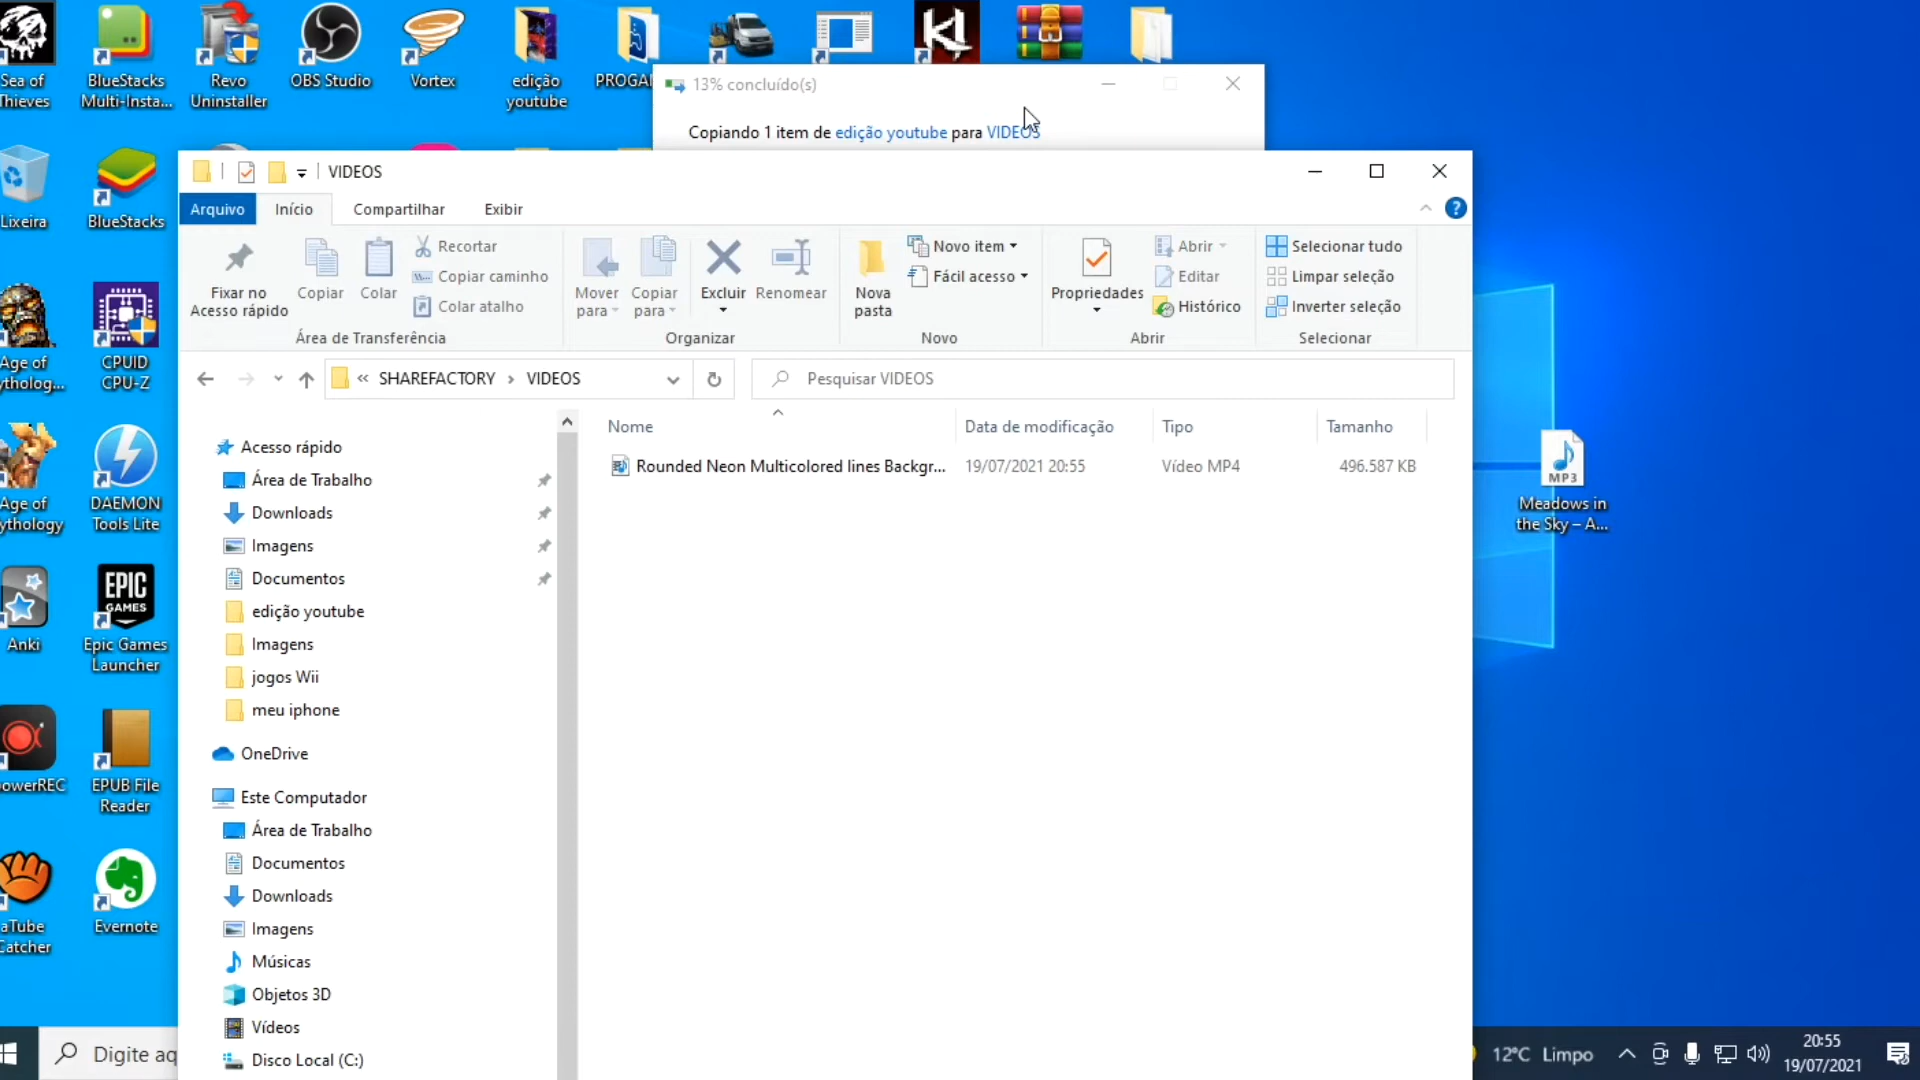 Sea of
Thieves
BlueStacks
Multi-Insta...
Revo
Uninstaller
OBS Studio
Vortex
edição
youtube
PROGA
13% concluído(s)
Copiando 1 item de edição youtube para VIDEOS
VIDEOS
Arquivo
Início
Compartilhar
Exibir
Fixar no
Acesso rápido
Copiar
Colar
Recortar
Copiar caminho
Colar atalho
Área de Transferência
Mover
para
Copiar
para
Excluir
Renomear
Organizar
Nova
pasta
Novo item
Fácil acesso
Novo
Propriedades
Abrir
Editar
Histórico
Abrir
Selecionar tudo
Limpar seleção
Inverter seleção
Selecionar
« SHAREFACTORY › VIDEOS
Pesquisar VIDEOS
Nome
Data de modificação
Tipo
Tamanho
Rounded Neon Multicolored lines Backgr...
19/07/2021 20:55
Vídeo MP4
496.587 KB
Acesso rápido
Área de Trabalho
Downloads
Imagens
Documentos
edição youtube
Imagens
jogos Wii
meu iphone
OneDrive
Este Computador
Área de Trabalho
Documentos
Downloads
Imagens
Músicas
Objetos 3D
Vídeos
Disco Local (C:)
Lixeira
BlueStacks
Age of
ytholog...
CPUID
CPU-Z
Age of
ythology
DAEMON
Tools Lite
Anki
EPIC
GAMES
Epic Games
Launcher
owerREC
EPUB File
Reader
aTube
Catcher
Evernote
MP3
Meadows in
the Sky – A...
Digite aq
12°C Limpo
20:55
19/07/2021